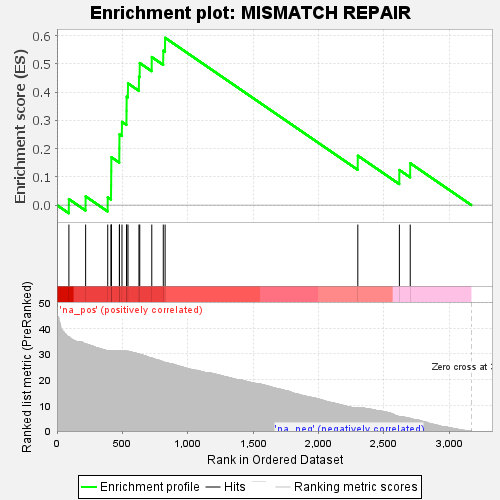 Enrichment plot: MISMATCH REPAIR
Enrichment score (ES)
0.6
0.5
0.4
0.3
0.2
0.1
0.0
'na_pos' (positively correlated)
Ranked list metric (PreRanked)
50
40
30
20
10
0
Zero cross at 3
'na_neg' (negatively correlated)
0
500
1,000
1,500
2,000
2,500
3,000
Rank in Ordered Dataset
Enrichment profile
Hits
Ranking metric scores